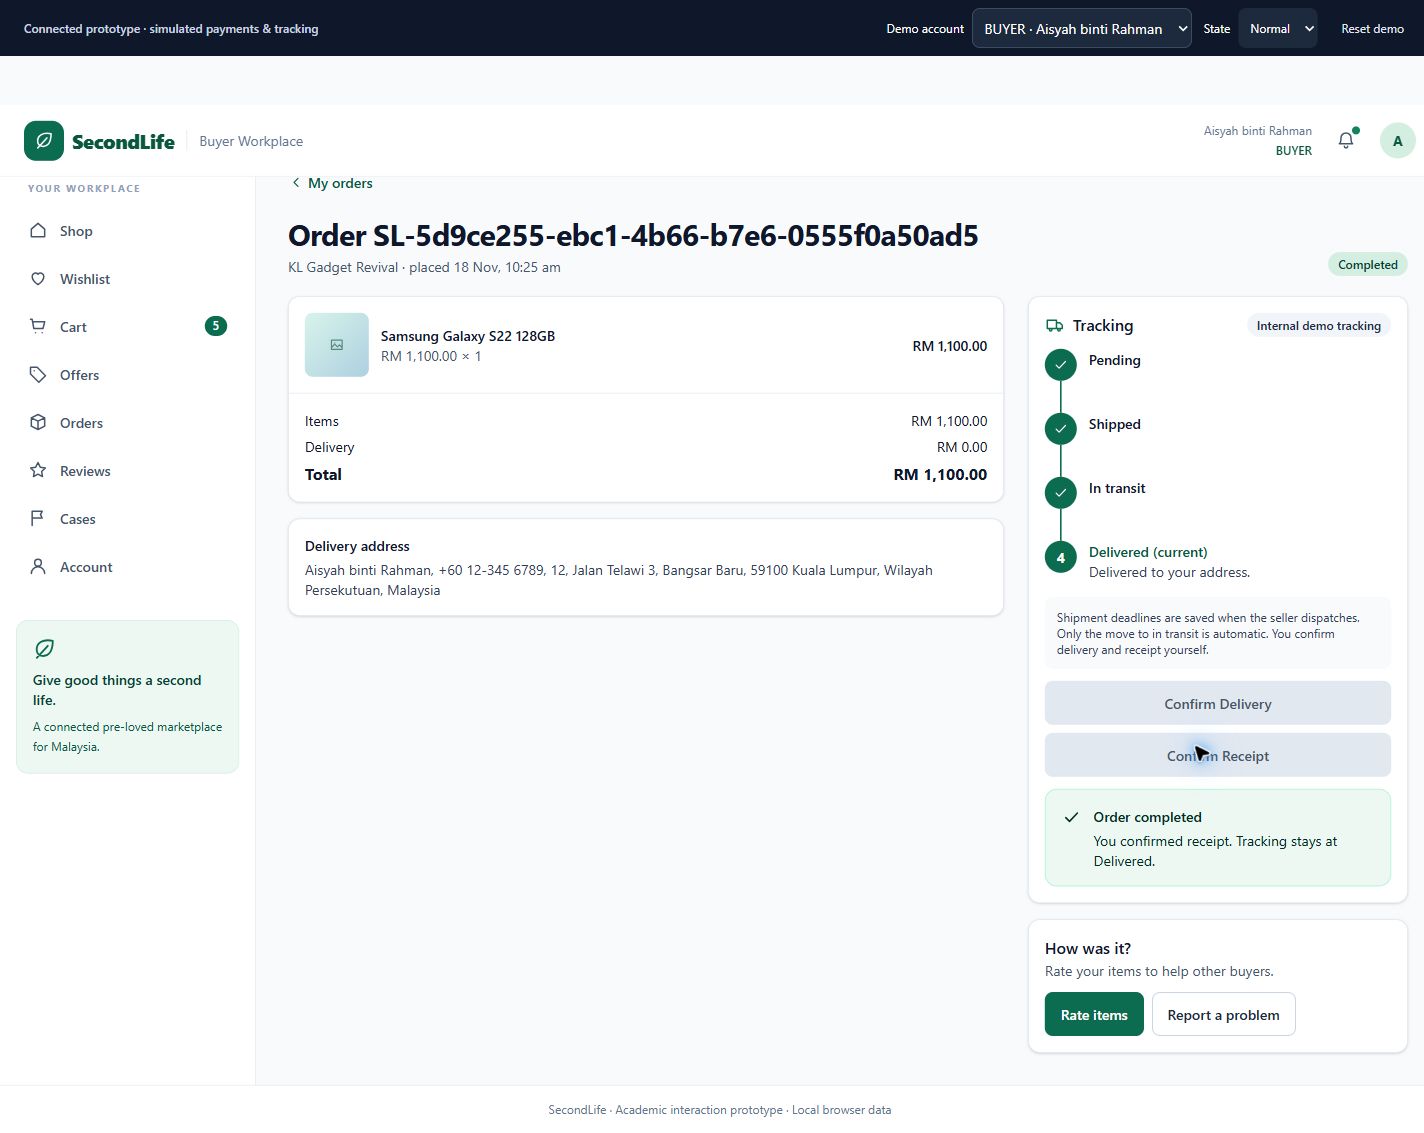 Connected prototype · simulated payments & tracking
Demo account
BUYER · Aisyah binti Rahman
State
Normal
Reset demo
SecondLife
Buyer Workplace
Aisyah binti Rahman
BUYER
A
YOUR WORKPLACE
Shop
Wishlist
Cart
5
Offers
Orders
Reviews
Cases
Account
Give good things a second
life.
A connected pre-loved marketplace
for Malaysia.
My orders
Order SL-5d9ce255-ebc1-4b66-b7e6-0555f0a50ad5
KL Gadget Revival · placed 18 Nov, 10:25 am
Completed
Samsung Galaxy S22 128GB
RM 1,100.00 × 1
RM 1,100.00
Items
RM 1,100.00
Delivery
RM 0.00
Total
RM 1,100.00
Delivery address
Aisyah binti Rahman, +60 12-345 6789, 12, Jalan Telawi 3, Bangsar Baru, 59100 Kuala Lumpur, Wilayah
Persekutuan, Malaysia
Tracking
Internal demo tracking
Pending
Shipped
In transit
4
Delivered (current)
Delivered to your address.
Shipment deadlines are saved when the seller dispatches.
Only the move to in transit is automatic. You confirm
delivery and receipt yourself.
Confirm Delivery
Confirm Receipt
Order completed
You confirmed receipt. Tracking stays at
Delivered.
How was it?
Rate your items to help other buyers.
Rate items
Report a problem
SecondLife · Academic interaction prototype · Local browser data